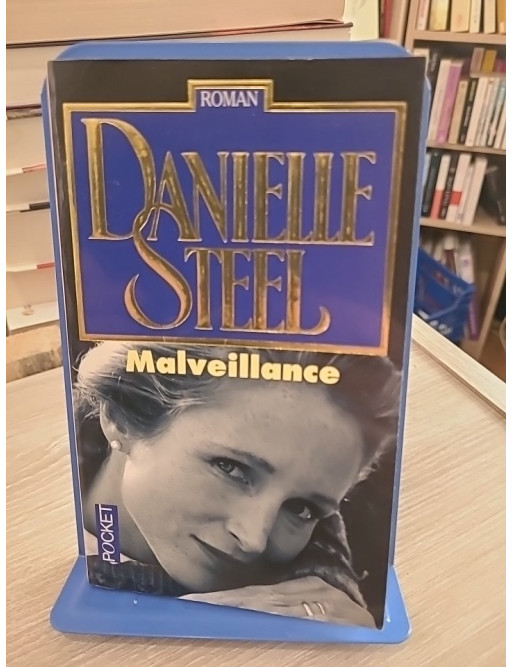 ROMAN
DANIELLE
STEEL
Malveillance
POCKET